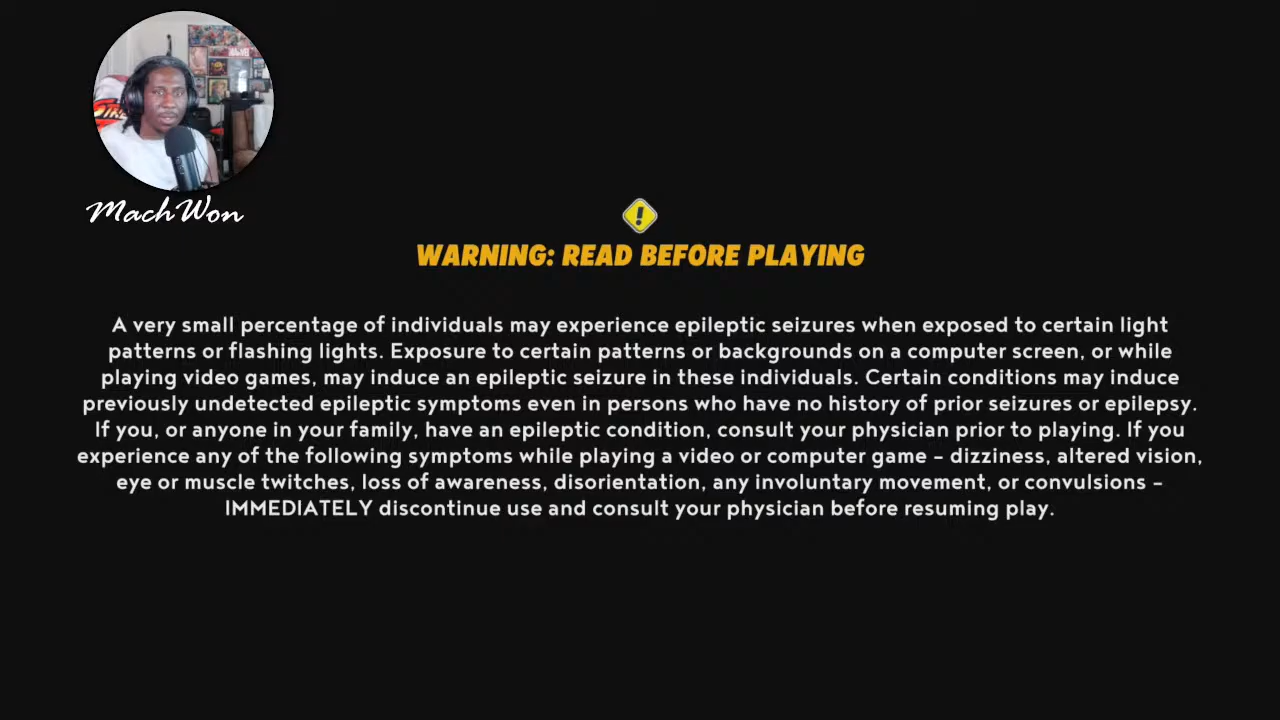 MachWon
WARNING: READ BEFORE PLAYING
A very small percentage of individuals may experience epileptic seizures when exposed to certain light
patterns or flashing lights. Exposure to certain patterns or backgrounds on a computer screen, or while
playing video games, may induce an epileptic seizure in these individuals. Certain conditions may induce
previously undetected epileptic symptoms even in persons who have no history of prior seizures or epilepsy.
If you, or anyone in your family, have an epileptic condition, consult your physician prior to playing. If you
experience any of the following symptoms while playing a video or computer game – dizziness, altered vision,
eye or muscle twitches, loss of awareness, disorientation, any involuntary movement, or convulsions –
IMMEDIATELY discontinue use and consult your physician before resuming play.